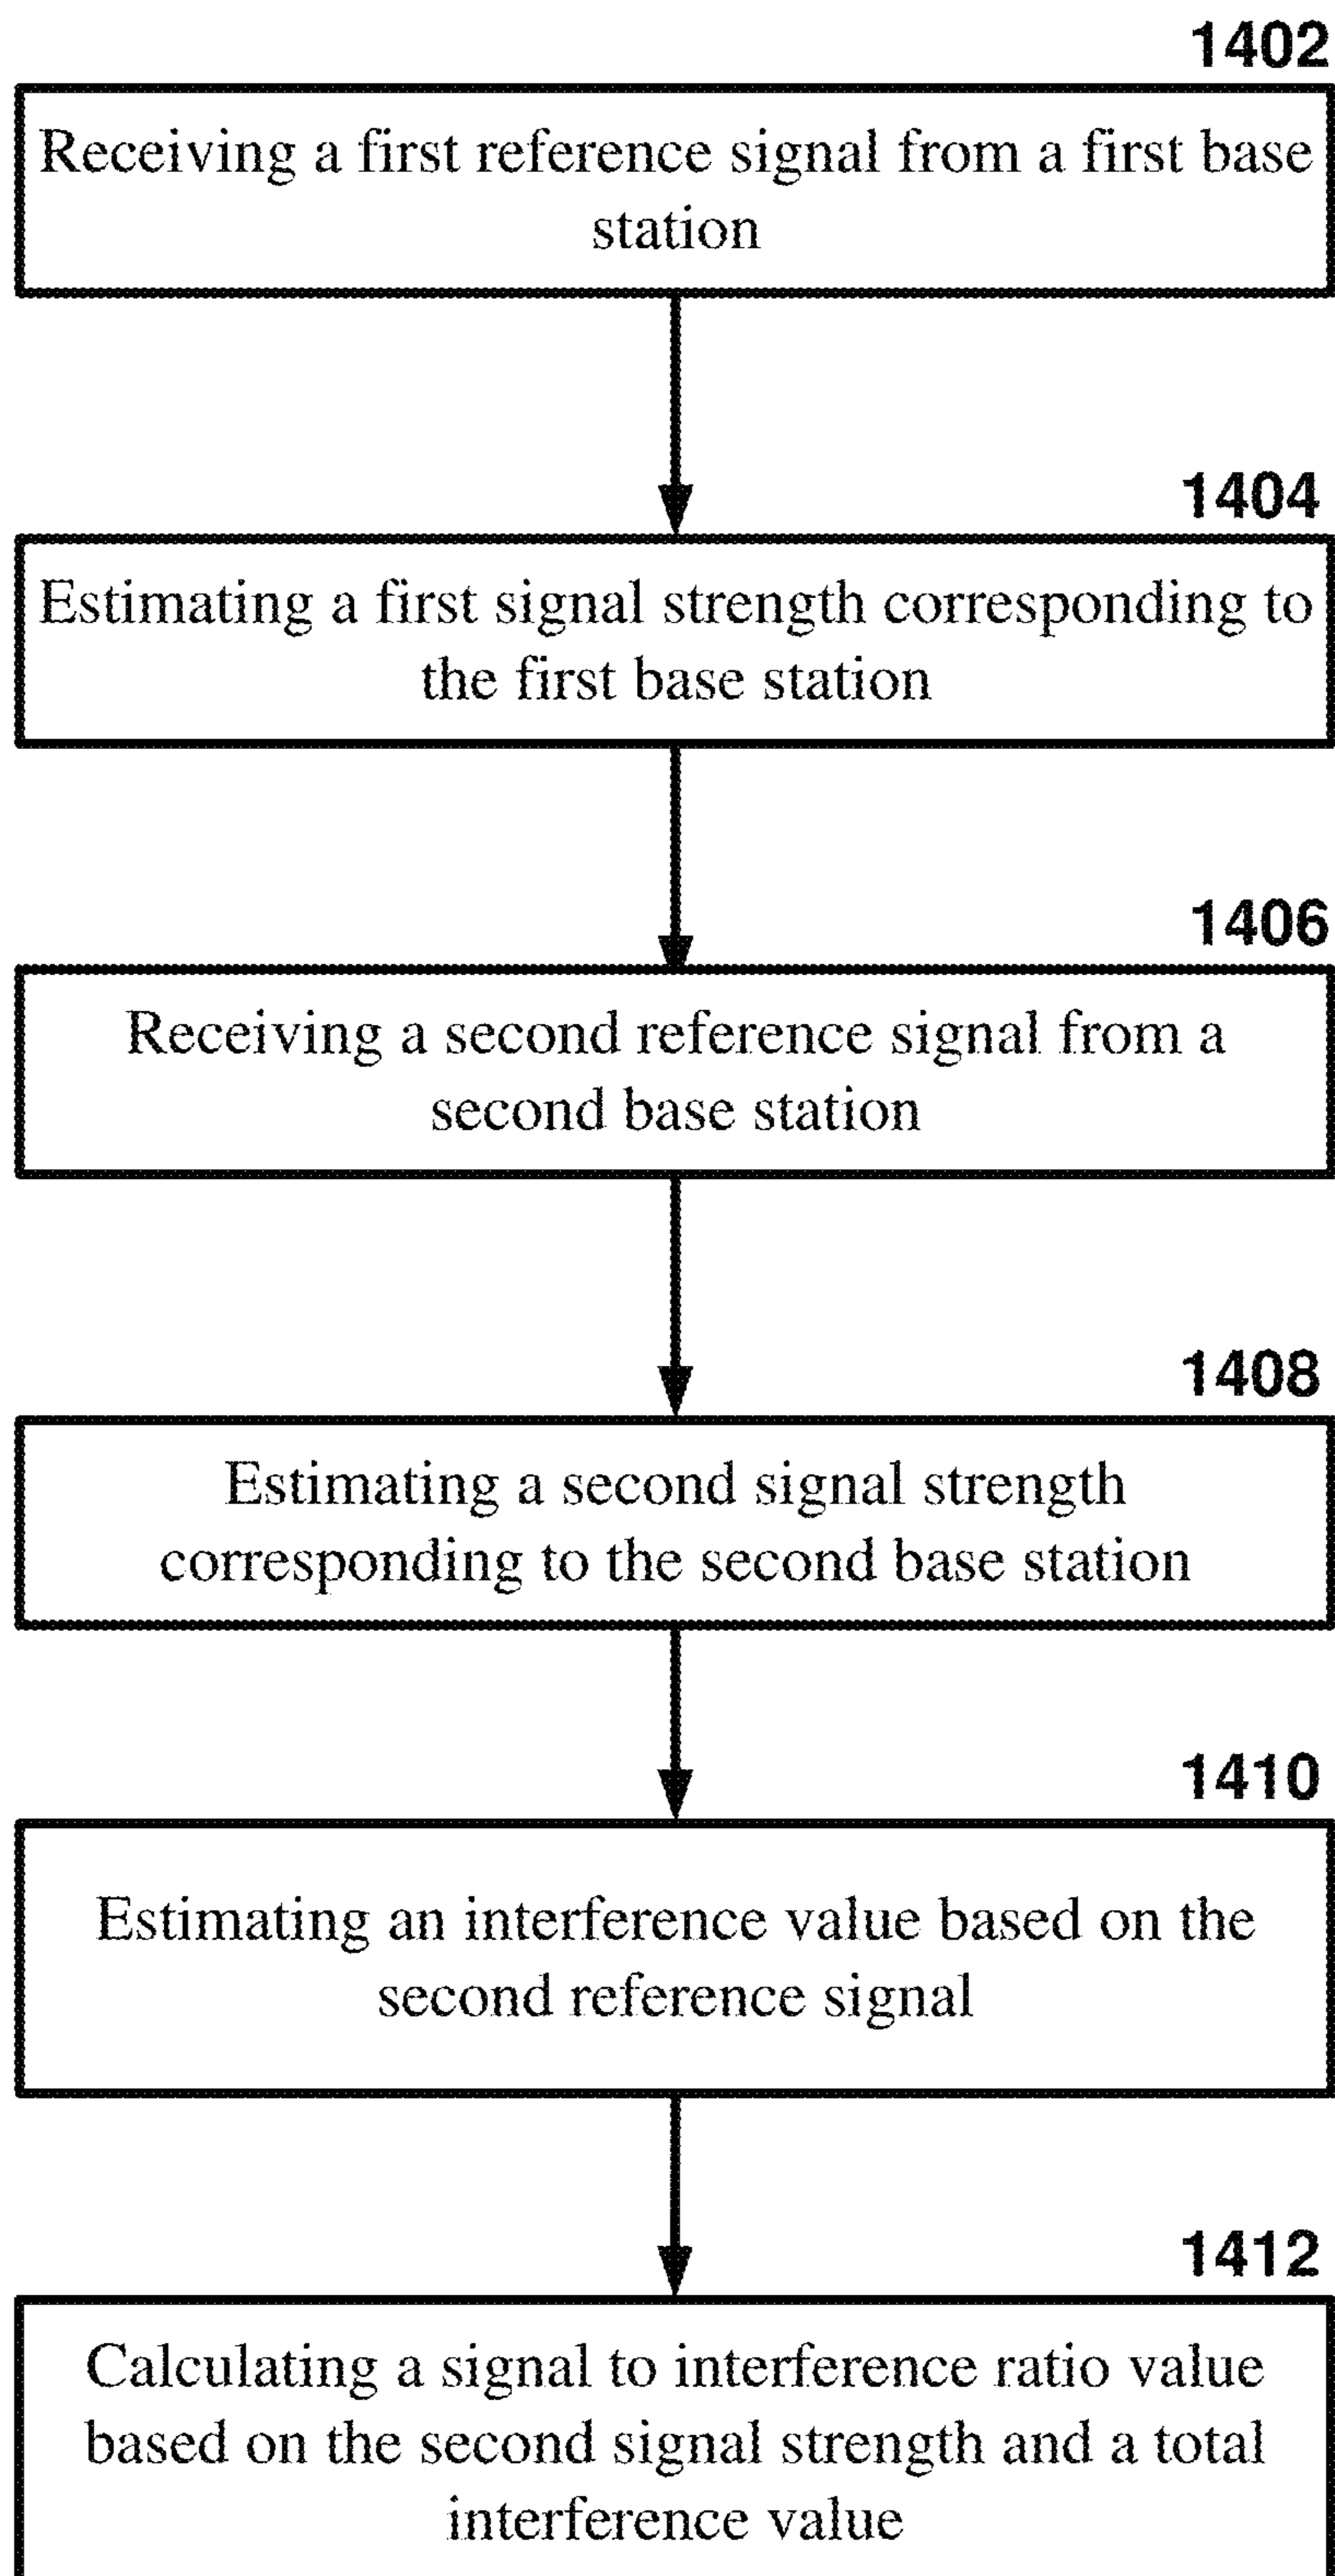 1402
Receiving a first reference signal from a first base
station
1404
Estimating a first signal strength corresponding to
the first base station
1406
Receiving a second reference signal from a
second base station
1408
Estimating a second signal strength
corresponding to the second base station
1410
Estimating an interference value based on the
second reference signal
1412
Calculating a signal to interference ratio value
based on the second signal strength and a total
interference value